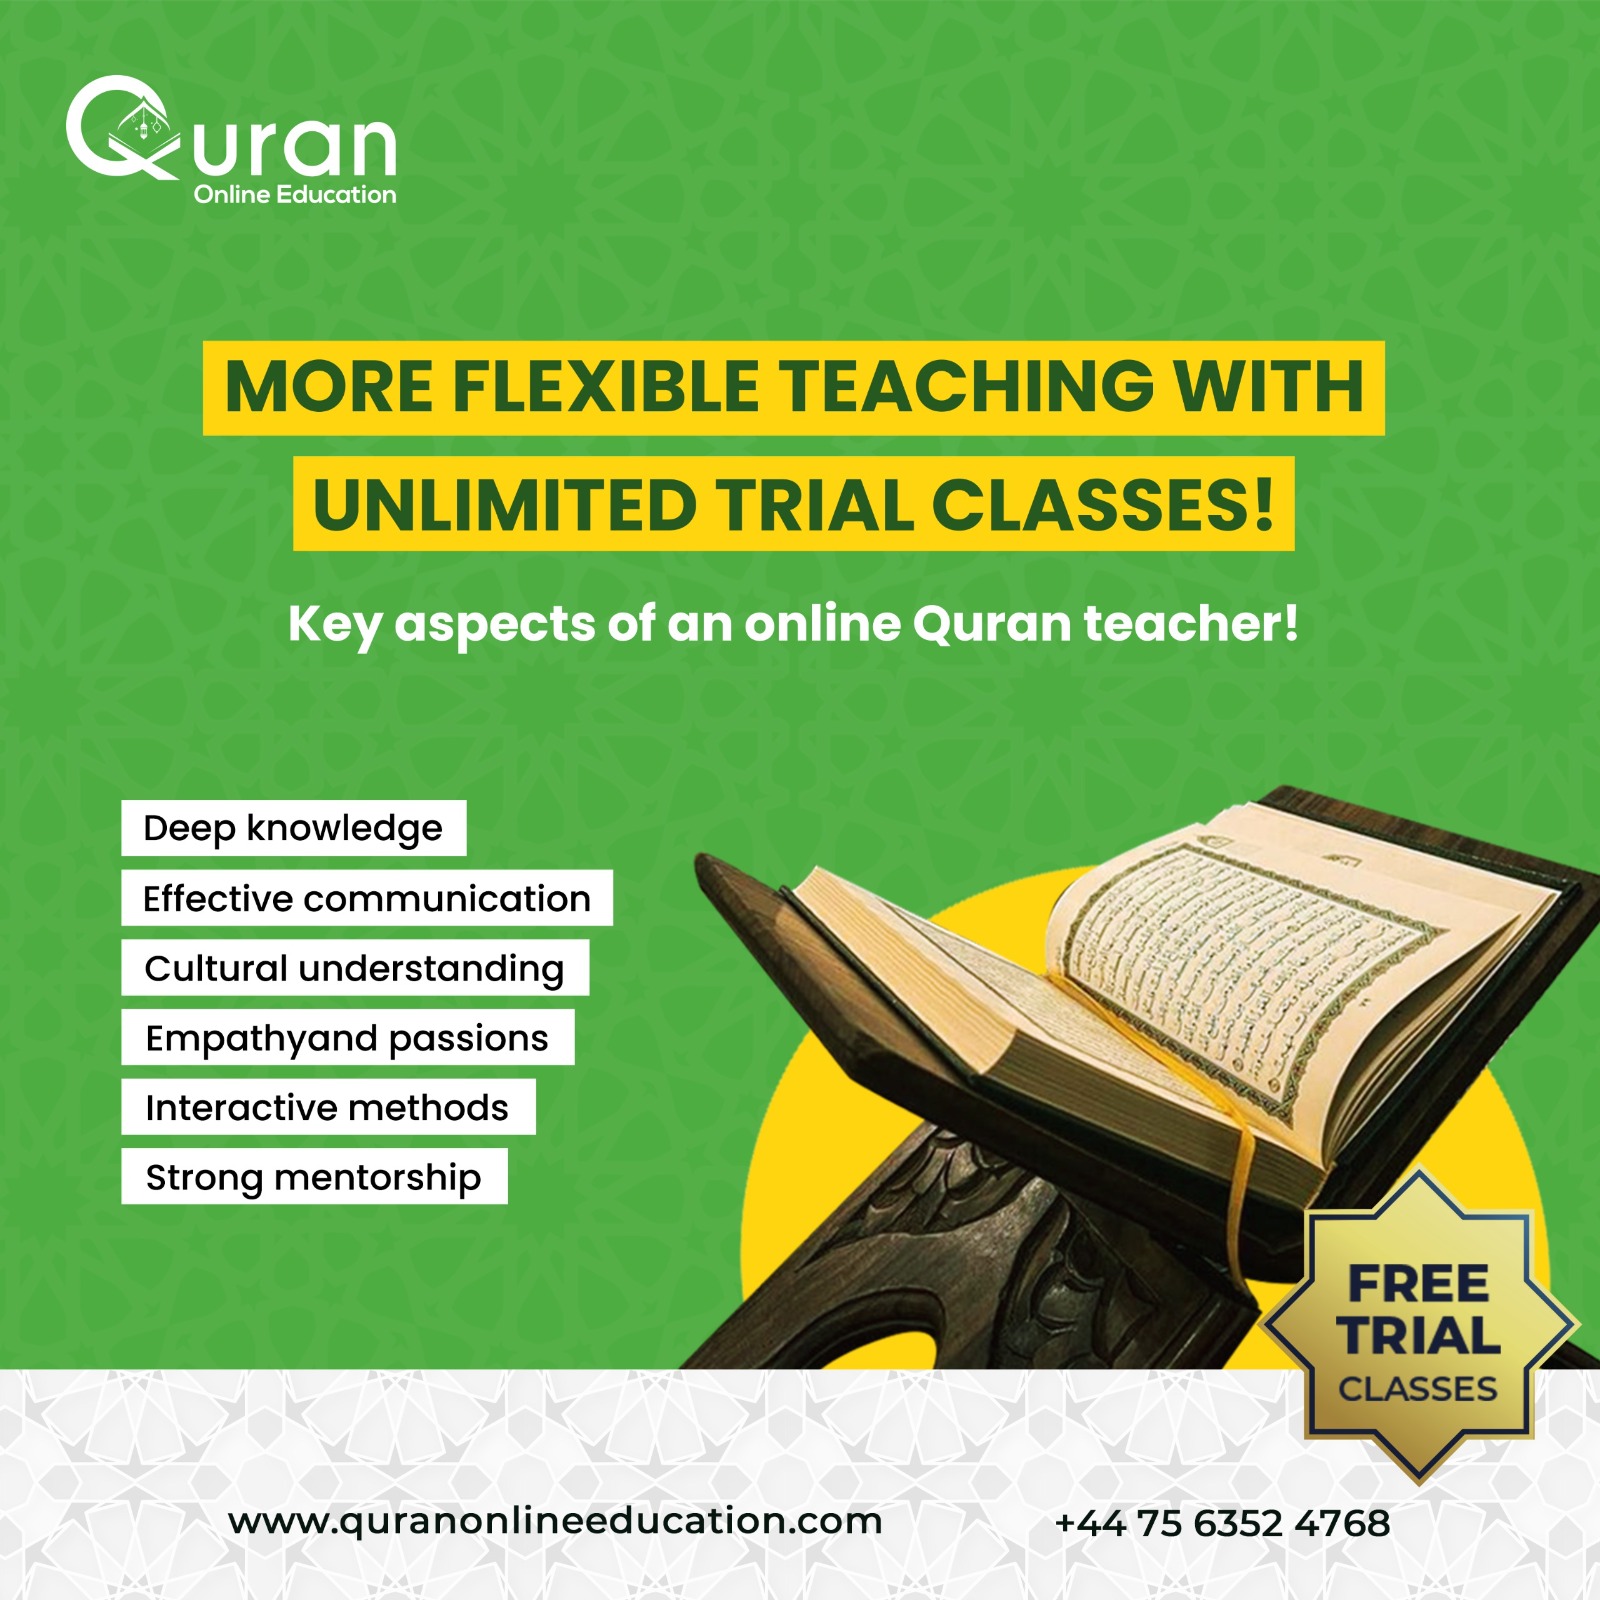 Quran
Online Education
MORE FLEXIBLE TEACHING WITH
UNLIMITED TRIAL CLASSES!
Key aspects of an online Quran teacher!
Deep knowledge
Effective communication
Cultural understanding
Empathyand passions
Interactive methods
Strong mentorship
FREE
TRIAL
CLASSES
www.quranonlineeducation.com
+44 75 6352 4768